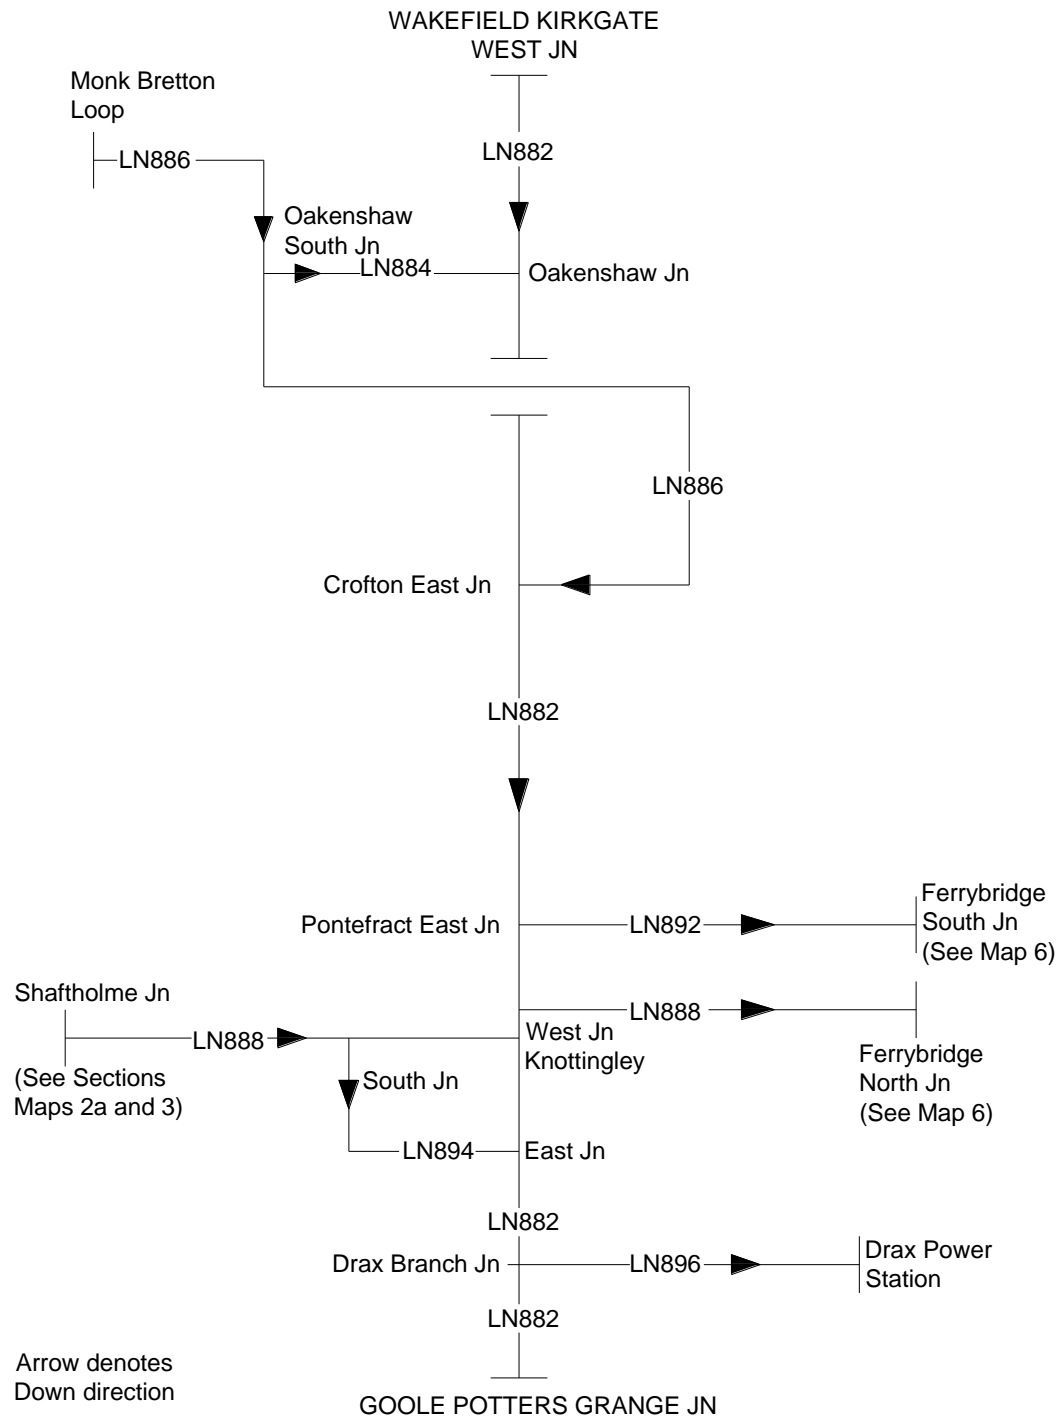 WAKEFIELD KIRKGATE
WEST JN
Monk Bretton
Loop
LN886
LN882
Oakenshaw
South Jn
LN884
Oakenshaw Jn
LN886
Crofton East Jn
LN882
Pontefract East Jn
LN892
Ferrybridge
South Jn
(See Map 6)
Shaftholme Jn
LN888
(See Sections
Maps 2a and 3)
LN888
West Jn
Knottingley
Ferrybridge
North Jn
(See Map 6)
South Jn
LN894
East Jn
LN882
Drax Branch Jn
LN896
Drax Power
Station
LN882
Arrow denotes
Down direction
GOOLE POTTERS GRANGE JN